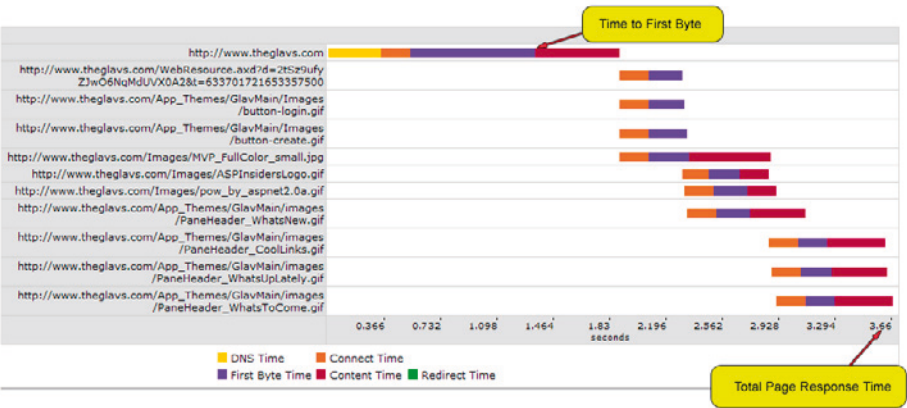 Time to First Byte
http://www.theglavs.com
http://www.theglavs.com/WebResource.axd?d=2tSz9ufy
ZJwO6NqMdUVX0A2&t=633701721653357500
http://www.theglavs.com/App_Themes/GlavMain/Images
/button-login.gif
http://www.theglavs.com/App_Themes/GlavMain/Images
/button-create.gif
http://www.theglavs.com/Images/MVP_FullColor_small.jpg
http://www.theglavs.com/Images/ASPInsidersLogo.gif
http://www.theglavs.com/Images/pow_by_aspnet2.0a.gif
http://www.theglavs.com/App_Themes/GlavMain/images
/PaneHeader_WhatsNew.gif
http://www.theglavs.com/App_Themes/GlavMain/images
/PaneHeader_CoolLinks.gif
http://www.theglavs.com/App_Themes/GlavMain/images
/PaneHeader_WhatsUpLately.gif
http://www.theglavs.com/App_Themes/GlavMain/images
/PaneHeader_WhatsToCome.gif
0.366 0.732 1.098 1.464 1.83 2.196 2.562 2.928 3.294 3.66
seconds
DNS Time Connect Time
First Byte Time Content Time Redirect Time
Total Page Response Time